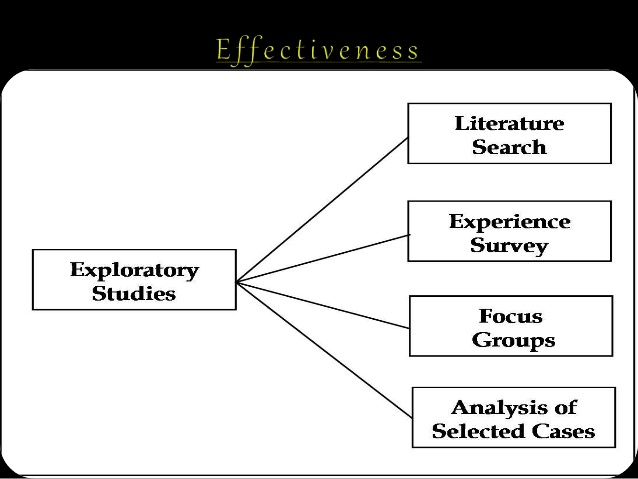 Effectiveness
Literature
Search
Experience
Survey
Exploratory
Studies
Focus
Groups
Analysis of
Selected Cases